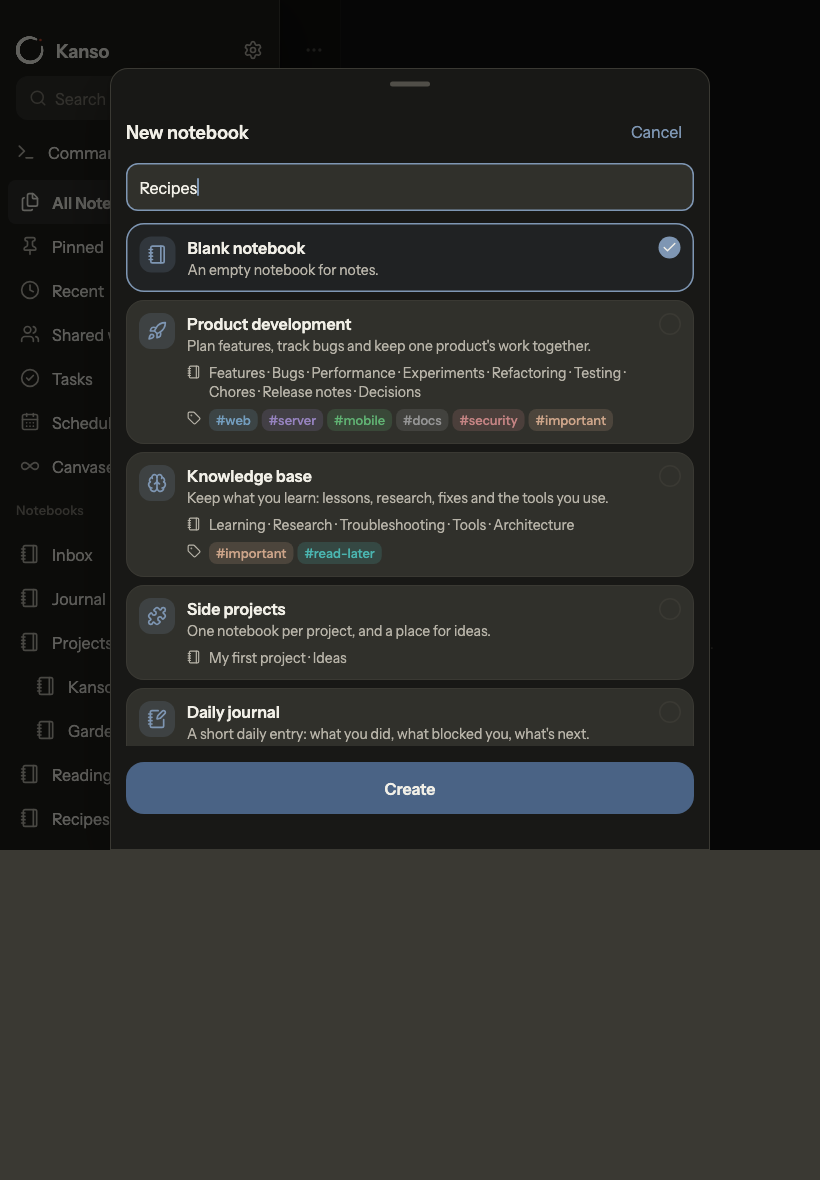 Kanso
Search
New notebook
Cancel
Recipes
Blank notebook
An empty notebook for notes.
Product development
Plan features, track bugs and keep one product's work together.
Features · Bugs · Performance · Experiments · Refactoring · Testing ·
Chores · Release notes · Decisions
#web #server #mobile #docs #security #important
Knowledge base
Keep what you learn: lessons, research, fixes and the tools you use.
Learning · Research · Troubleshooting · Tools · Architecture
#important #read-later
Side projects
One notebook per project, and a place for ideas.
My first project · Ideas
Daily journal
A short daily entry: what you did, what blocked you, what's next.
Create
All Note
Pinned
Recent
Shared
Tasks
Notebooks
Inbox
Journal
Projects
Reading
Recipes